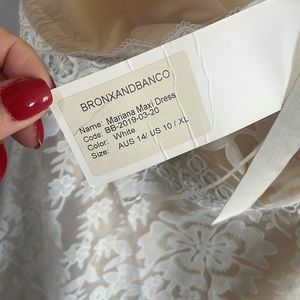 BRONXANDBANCO
Name: Mariana Maxi Dress
Code: BB-2019-03-20
Color: White
Size: AUS 14/ US 10 / XL